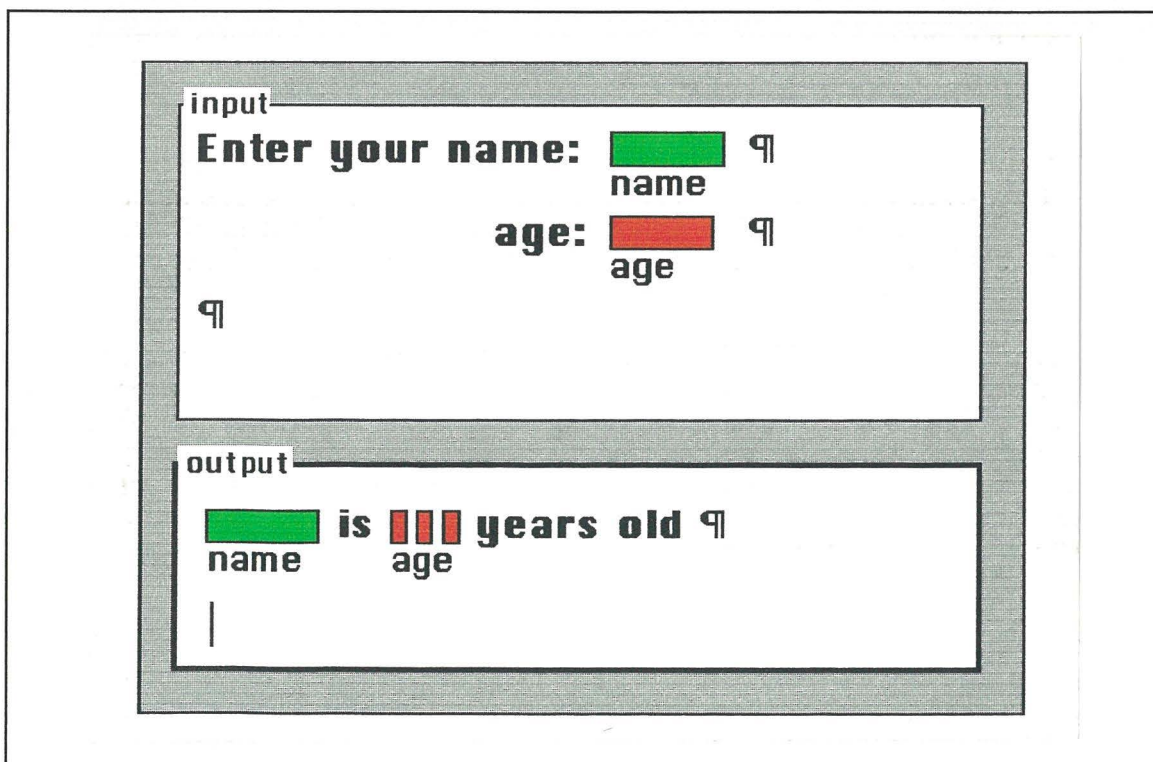 input
Enter your name: ¶
name
age: ¶
age
¶
output
is years old ¶
name age